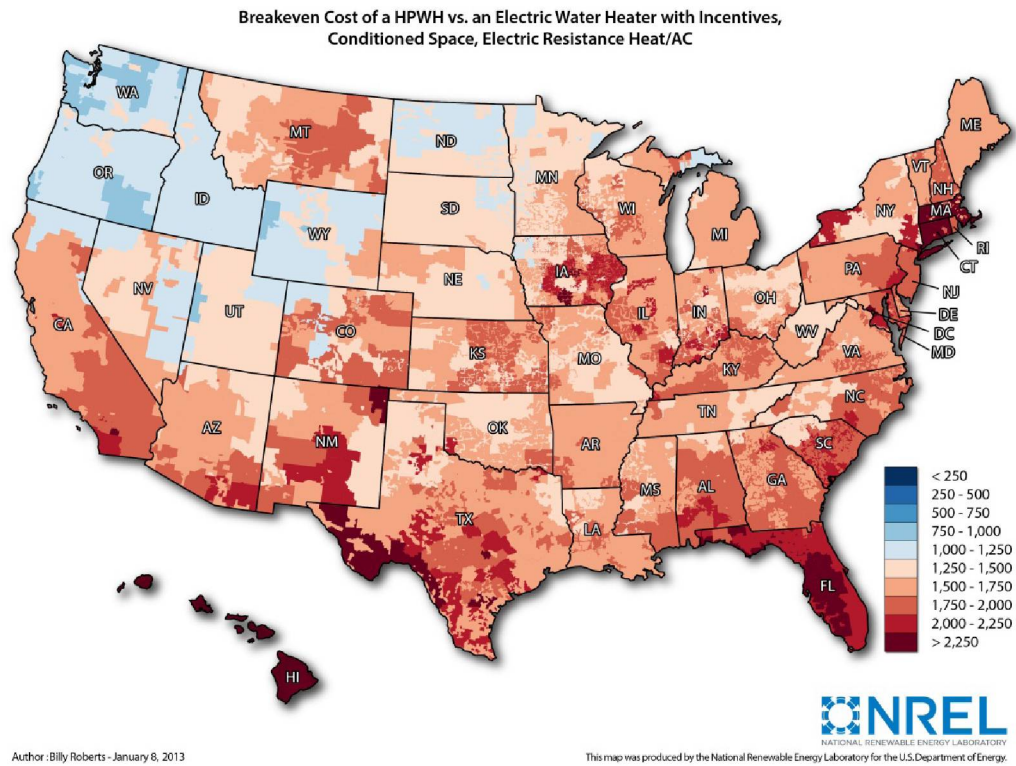 Breakeven Cost of a HPWH vs. an Electric Water Heater with Incentives,
Conditioned Space, Electric Resistance Heat/AC
WA
MT
ND
MN
ME
OR
ID
WY
SD
WI
MI
VT
NH
NY
MA
RI
CT
NV
UT
NE
IA
PA
NJ
CA
CO
KS
IL
IN
OH
WV
DE
DC
MD
MO
KY
VA
AZ
NM
OK
AR
TN
NC
SC
TX
LA
MS
AL
GA
FL
HI
< 250
250 - 500
500 - 750
750 - 1,000
1,000 - 1,250
1,250 - 1,500
1,500 - 1,750
1,750 - 2,000
2,000 - 2,250
> 2,250
NREL
NATIONAL RENEWABLE ENERGY LABORATORY
Author : Billy Roberts - January 8, 2013
This map was produced by the National Renewable Energy Laboratory for the U.S. Department of Energy.